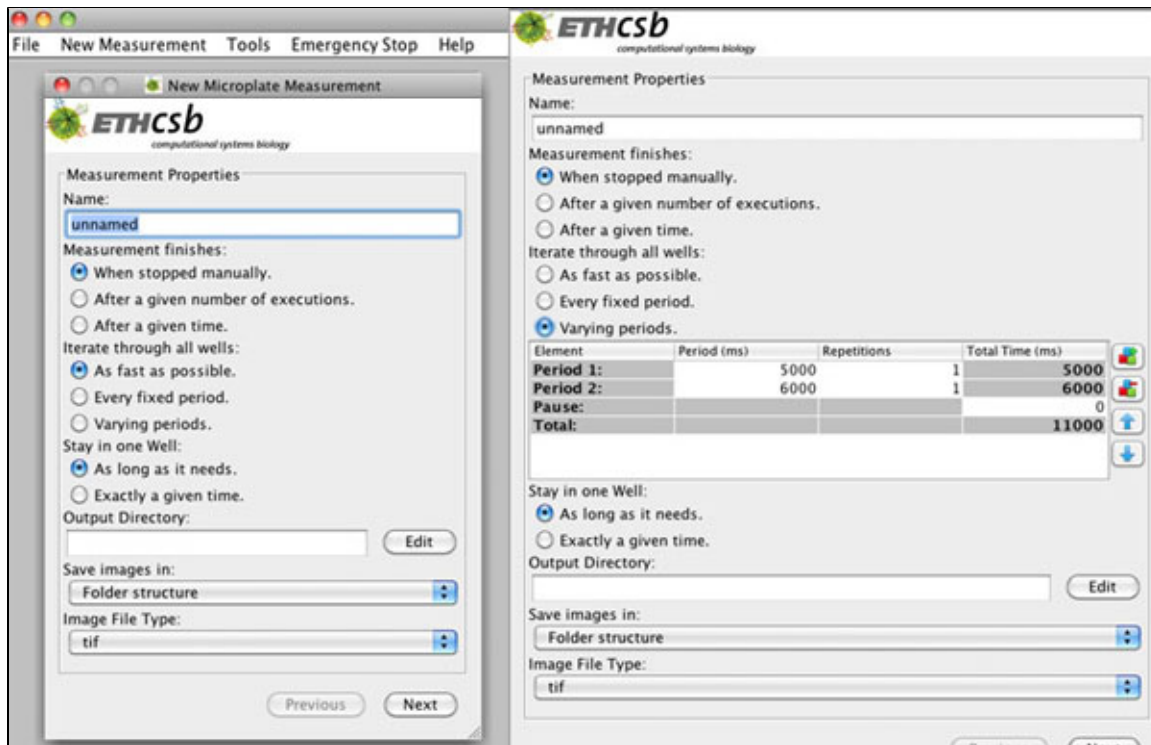 File New Measurement Tools Emergency Stop Help
New Microplate Measurement
ETHCSB
computational systems biology
Measurement Properties
Name:
unnamed
Measurement finishes:
When stopped manually.
After a given number of executions.
After a given time.
Iterate through all wells:
As fast as possible.
Every fixed period.
Varying periods.
Stay in one Well:
As long as it needs.
Exactly a given time.
Output Directory:
Edit
Save images in:
Folder structure
Image File Type:
tif
Previous Next
ETHCSB
computational systems biology
Measurement Properties
Name:
unnamed
Measurement finishes:
When stopped manually.
After a given number of executions.
After a given time.
Iterate through all wells:
As fast as possible.
Every fixed period.
Varying periods.
Element Period (ms) Repetitions Total Time (ms)
Period 1: 5000 1 5000
Period 2: 6000 1 6000
Pause: 0
Total: 11000
Stay in one Well:
As long as it needs.
Exactly a given time.
Output Directory:
Edit
Save images in:
Folder structure
Image File Type:
tif